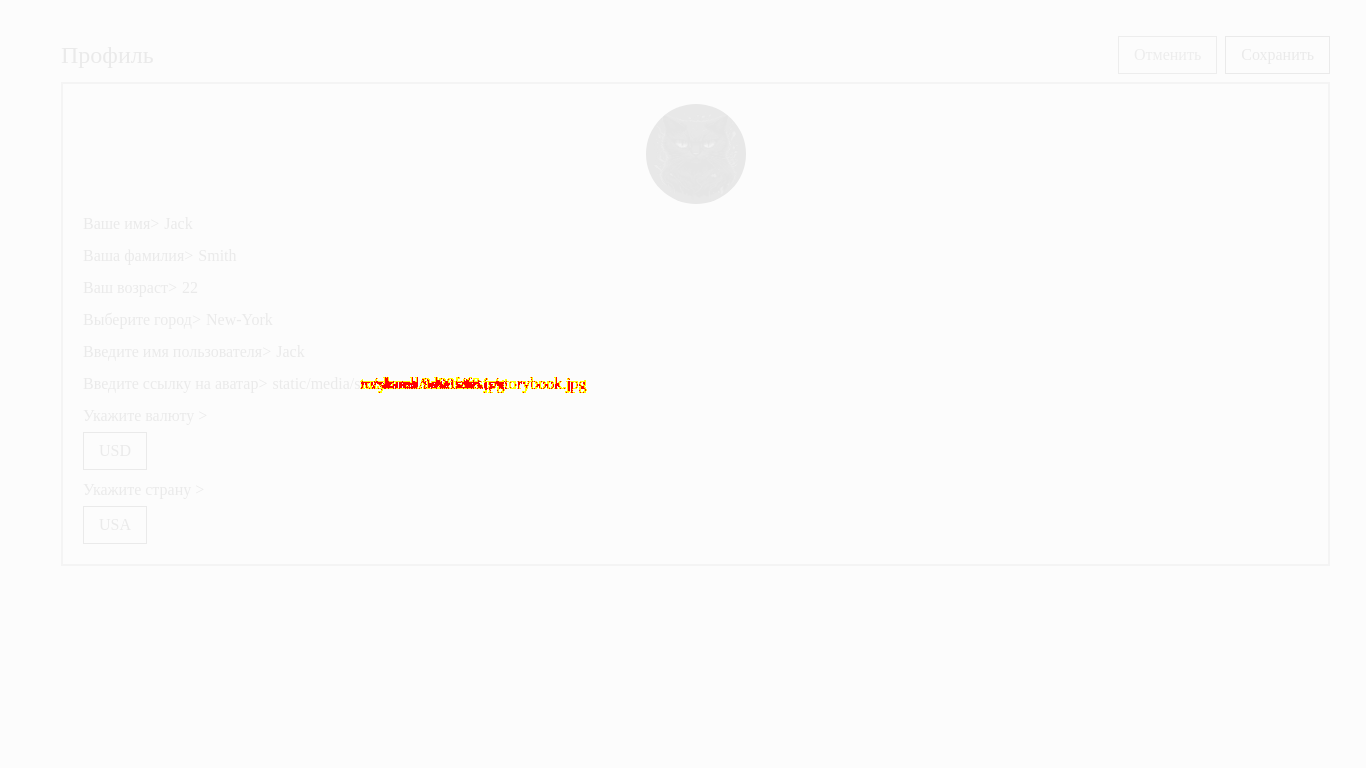 Профиль
Отменить
Сохранить
Ваше имя> Jack
Ваша фамилия> Smith
Ваш возраст> 22
Выберите город> New-York
Введите имя пользователя> Jack
Введите ссылку на аватар> static/media/
Укажите валюту >
USD
Укажите страну >
USA